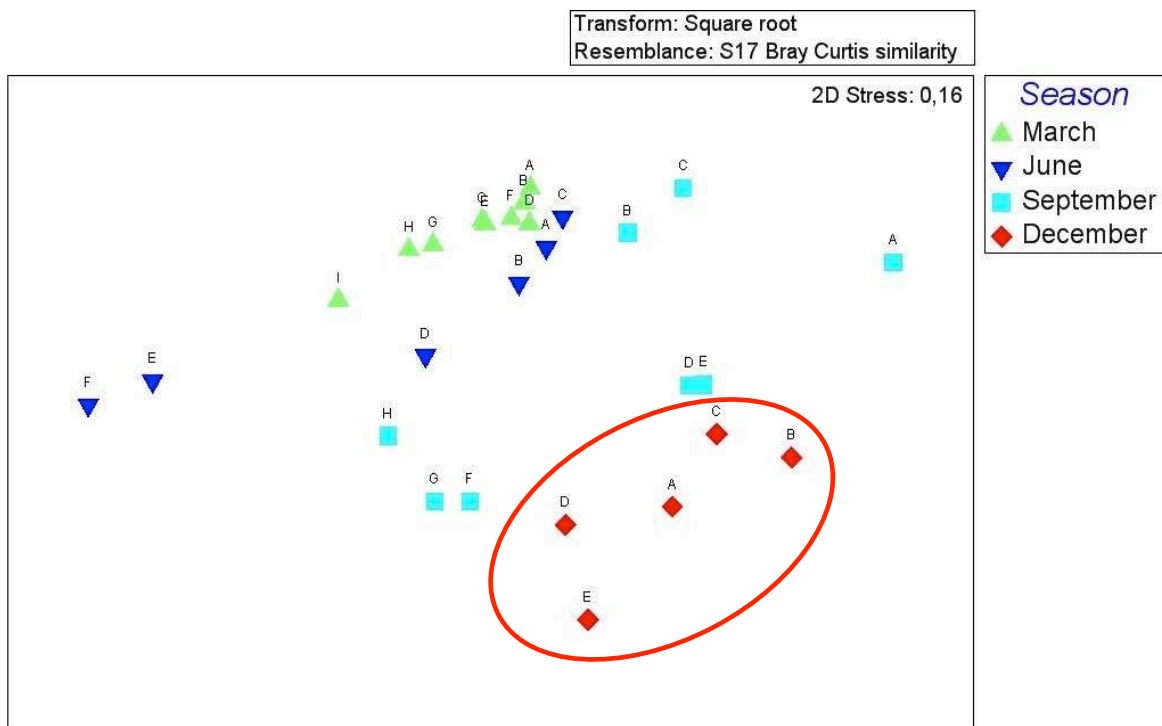 Transform: Square root
Resemblance: S17 Bray Curtis similarity
2D Stress: 0,16
Season
March
June
September
December
A
B
C
C
E
F
D
A
B
H
G
B
A
I
D
E
F
D E
C
B
H
G F
A
D
E